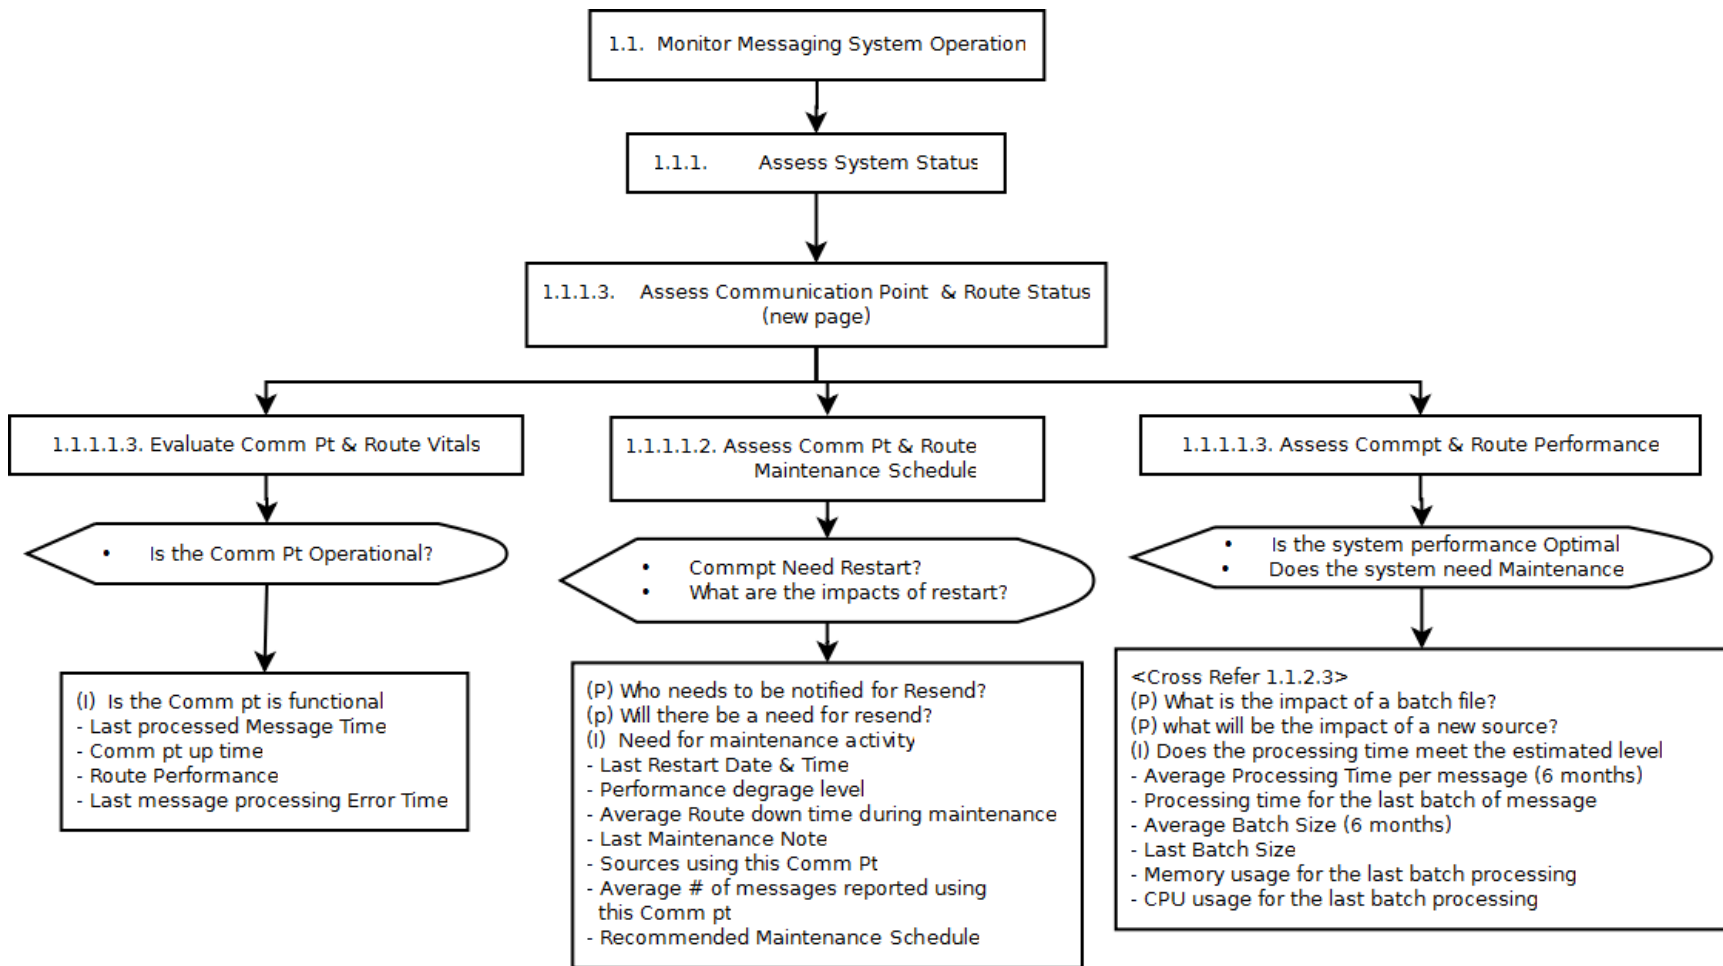 1.1. Monitor Messaging System Operation
1.1.1. Assess System Status
1.1.1.3. Assess Communication Point & Route Status
(new page)
1.1.1.1.3. Evaluate Comm Pt & Route Vitals
1.1.1.1.2. Assess Comm Pt & Route
Maintenance Schedule
1.1.1.1.3. Assess Commpt & Route Performance
• Is the Comm Pt Operational?
• Commpt Need Restart?
• What are the impacts of restart?
• Is the system performance Optimal
• Does the system need Maintenance
(I) Is the Comm pt is functional
- Last processed Message Time
- Comm pt up time
- Route Performance
- Last message processing Error Time
(P) Who needs to be notified for Resend?
(p) Will there be a need for resend?
(I) Need for maintenance activity
- Last Restart Date & Time
- Performance degrage level
- Average Route down time during maintenance
- Last Maintenance Note
- Sources using this Comm Pt
- Average # of messages reported using
this Comm pt
- Recommended Maintenance Schedule
<Cross Refer 1.1.2.3>
(P) What is the impact of a batch file?
(P) what will be the impact of a new source?
(I) Does the processing time meet the estimated level
- Average Processing Time per message (6 months)
- Processing time for the last batch of message
- Average Batch Size (6 months)
- Last Batch Size
- Memory usage for the last batch processing
- CPU usage for the last batch processing